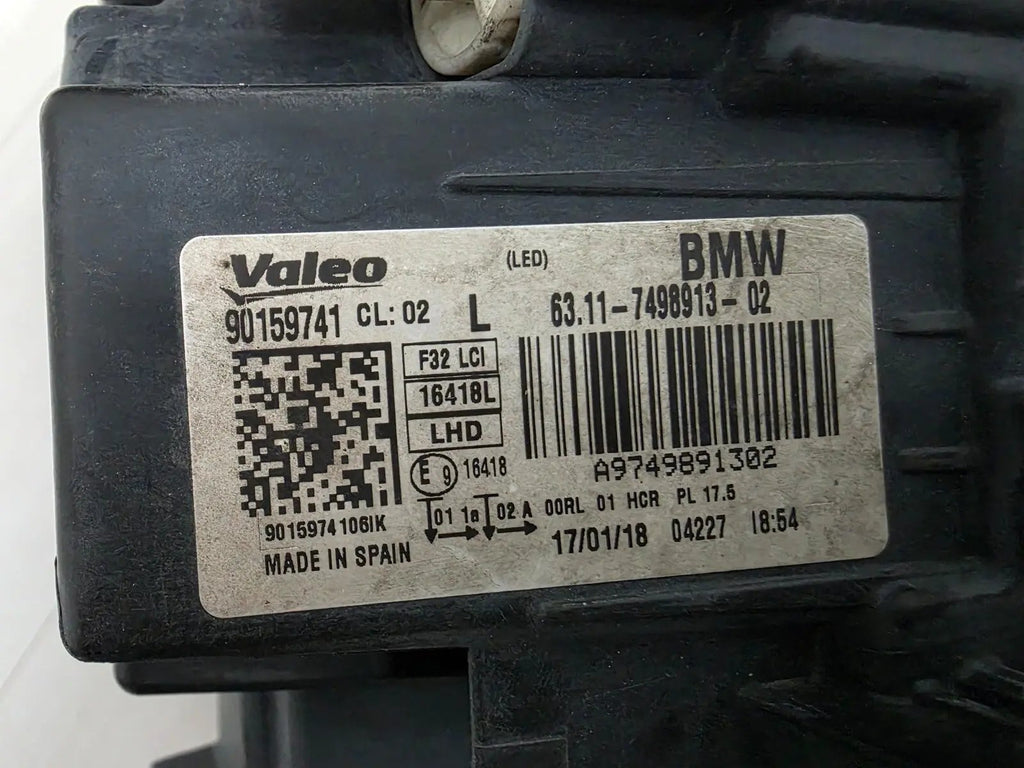 Valeo (LED) BMW
90159741 CL: 02 L 63.11-7498913-02
F32 LCI
16418L
LHD
E 9 16418
A9749891302
01 1a 02 A 00RL 01 HCR PL 17.5
9015974106IK
17/01/18 04227 18:54
MADE IN SPAIN